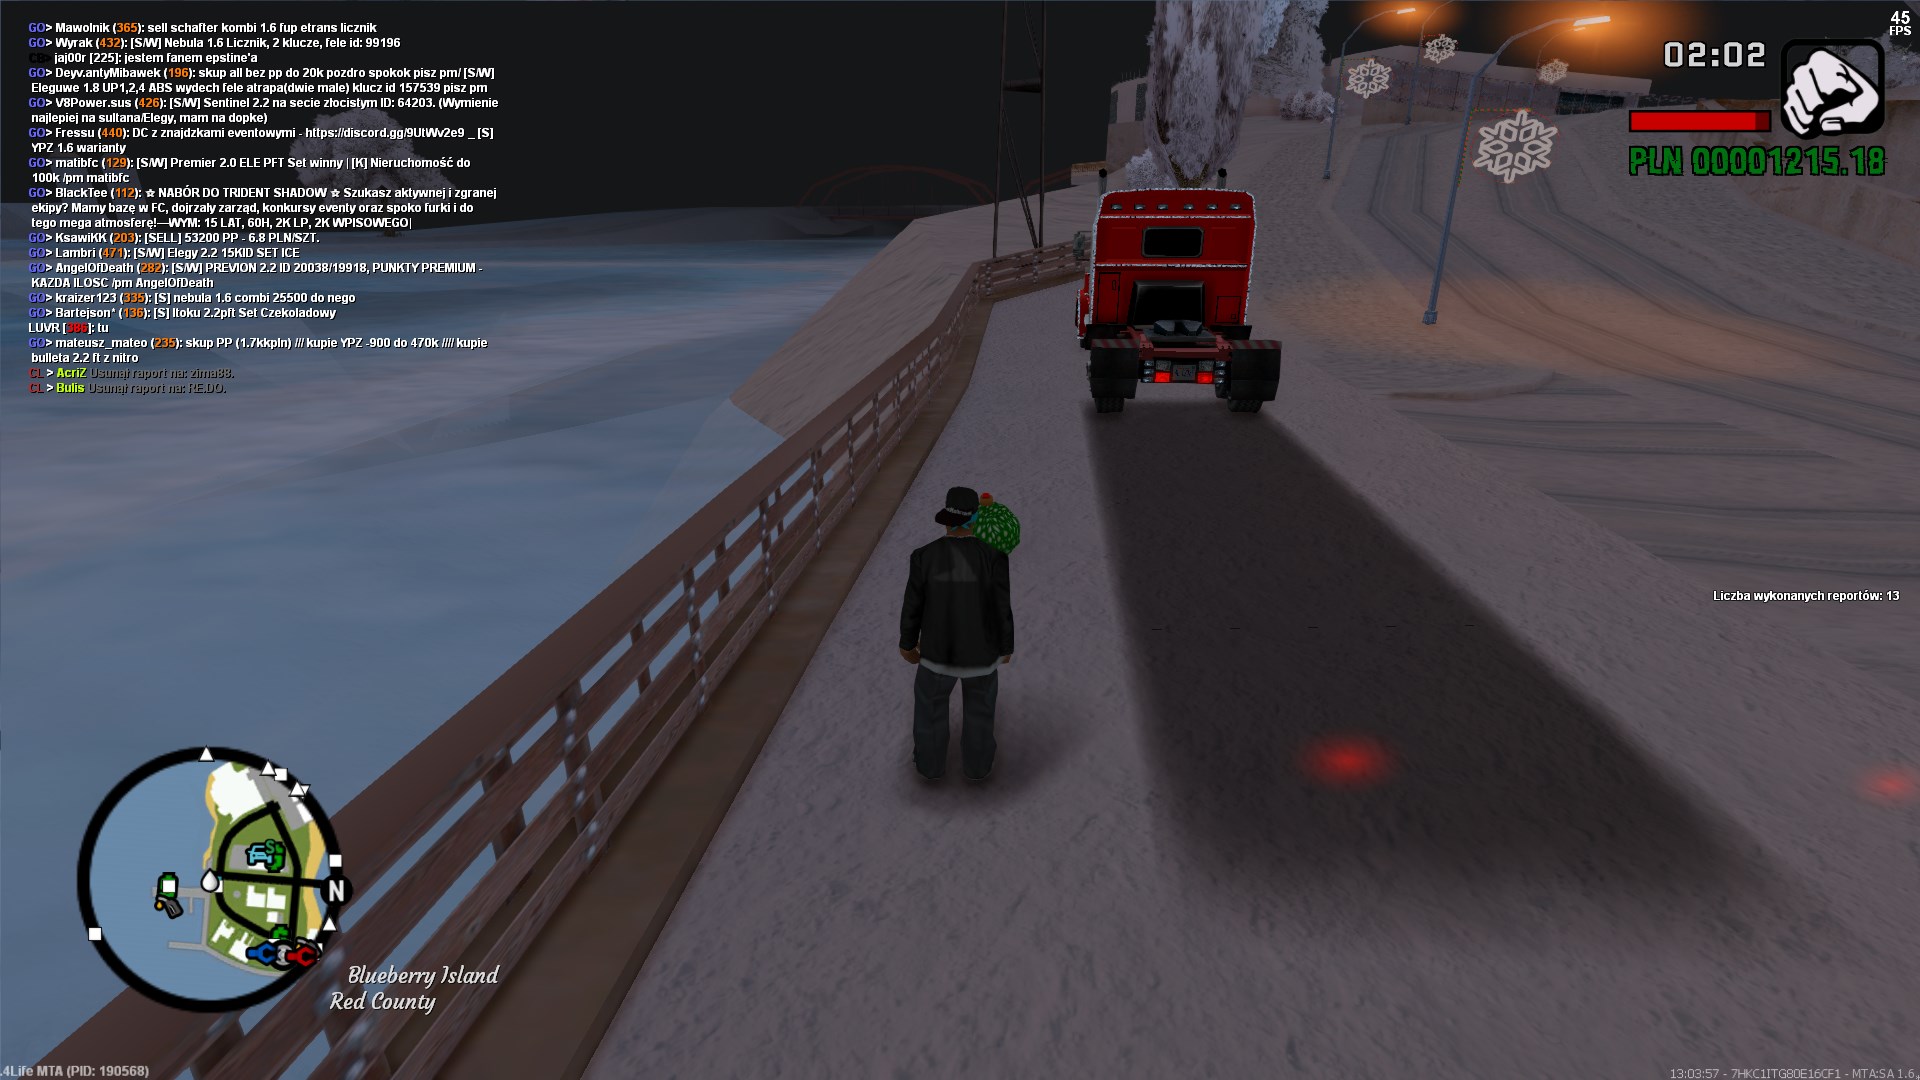 GO> Mawolnik (365): sell schafter kombi 1.6 fup etrans licznik
GO> Wyrak (432): [S/W] Nebula 1.6 Licznik, 2 klucze, fele id: 99196
CB> jaj00r [225]: jestem fanem epstine'a
GO> Deyv.antyMibawek (196): skup all bez pp do 20k pozdro spokok pisz pm/ [S/W]
Eleguwe 1.8 UP1,2,4 ABS wydech fele atrapa(dwie male) klucz id 157539 pisz pm
GO> V8Power.sus (426): [S/W] Sentinel 2.2 na secie złocistym ID: 64203. (Wymienie
najlepiej na sultana/Elegy, mam na dopke)
GO> Fressu (440): DC z znajdzkami eventowymi - https://discord.gg/9UtWv2e9 _ [S]
YPZ 1.6 warianty
GO> matibfc (129): [S/W] Premier 2.0 ELE PFT Set winny | [K] Nieruchomość do
100k /pm matibfc
GO> BlackTee (112): ☆ NABÓR DO TRIDENT SHADOW ☆ Szukasz aktywnej i zgranej
ekipy? Mamy bazę w FC, dojrzały zarząd, konkursy eventy oraz spoko furki i do
tego mega atmosferę!—WYM: 15 LAT, 60H, 2K LP, 2K WPISOWEGO|
GO> KsawiKK (203): [SELL] 53200 PP - 6.8 PLN/SZT.
GO> Lambri (471): [S/W] Elegy 2.2 15KID SET ICE
GO> AngelOfDeath (282): [S/W] PREVION 2.2 ID 20038/19918, PUNKTY PREMIUM -
KAZDA ILOSC /pm AngelOfDeath
GO> kraizer123 (335): [S] nebula 1.6 combi 25500 do nego
GO> Bartejson* (136): [S] Itoku 2.2pft Set Czekoladowy
LUVR [386]: tu
GO> mateusz_mateo (235): skup PP (1.7kkpln) /// kupie YPZ -900 do 470k //// kupie
bulleta 2.2 ft z nitro
CL > AcriZ Usunął raport na: zima88.
CL > Bulis Usunął raport na: RE.DO.
45
FPS
02:02
PLN 00001215.18
Liczba wykonanych reportów: 13
N
Blueberry Island
Red County
.4Life MTA (PID: 190568)
13:03:57 - 7HKC1ITG80E16CF1 - MTA:SA 1.6